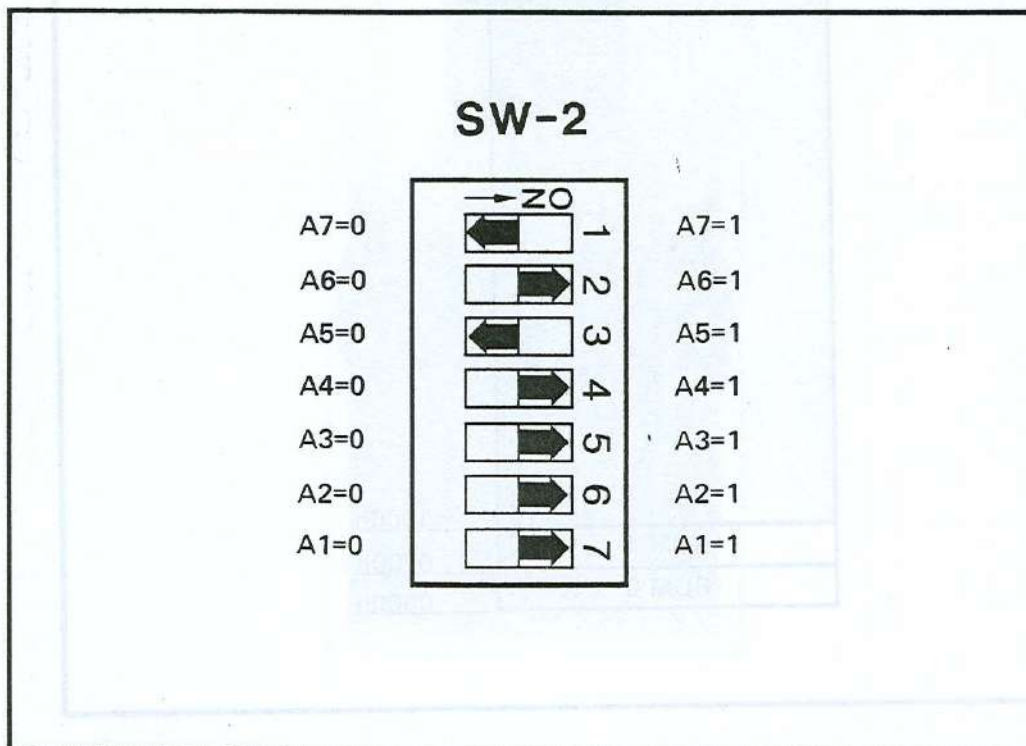 SW-2
→ NO
A7=0 1 A7=1
A6=0 2 A6=1
A5=0 3 A5=1
A4=0 4 A4=1
A3=0 5 A3=1
A2=0 6 A2=1
A1=0 7 A1=1